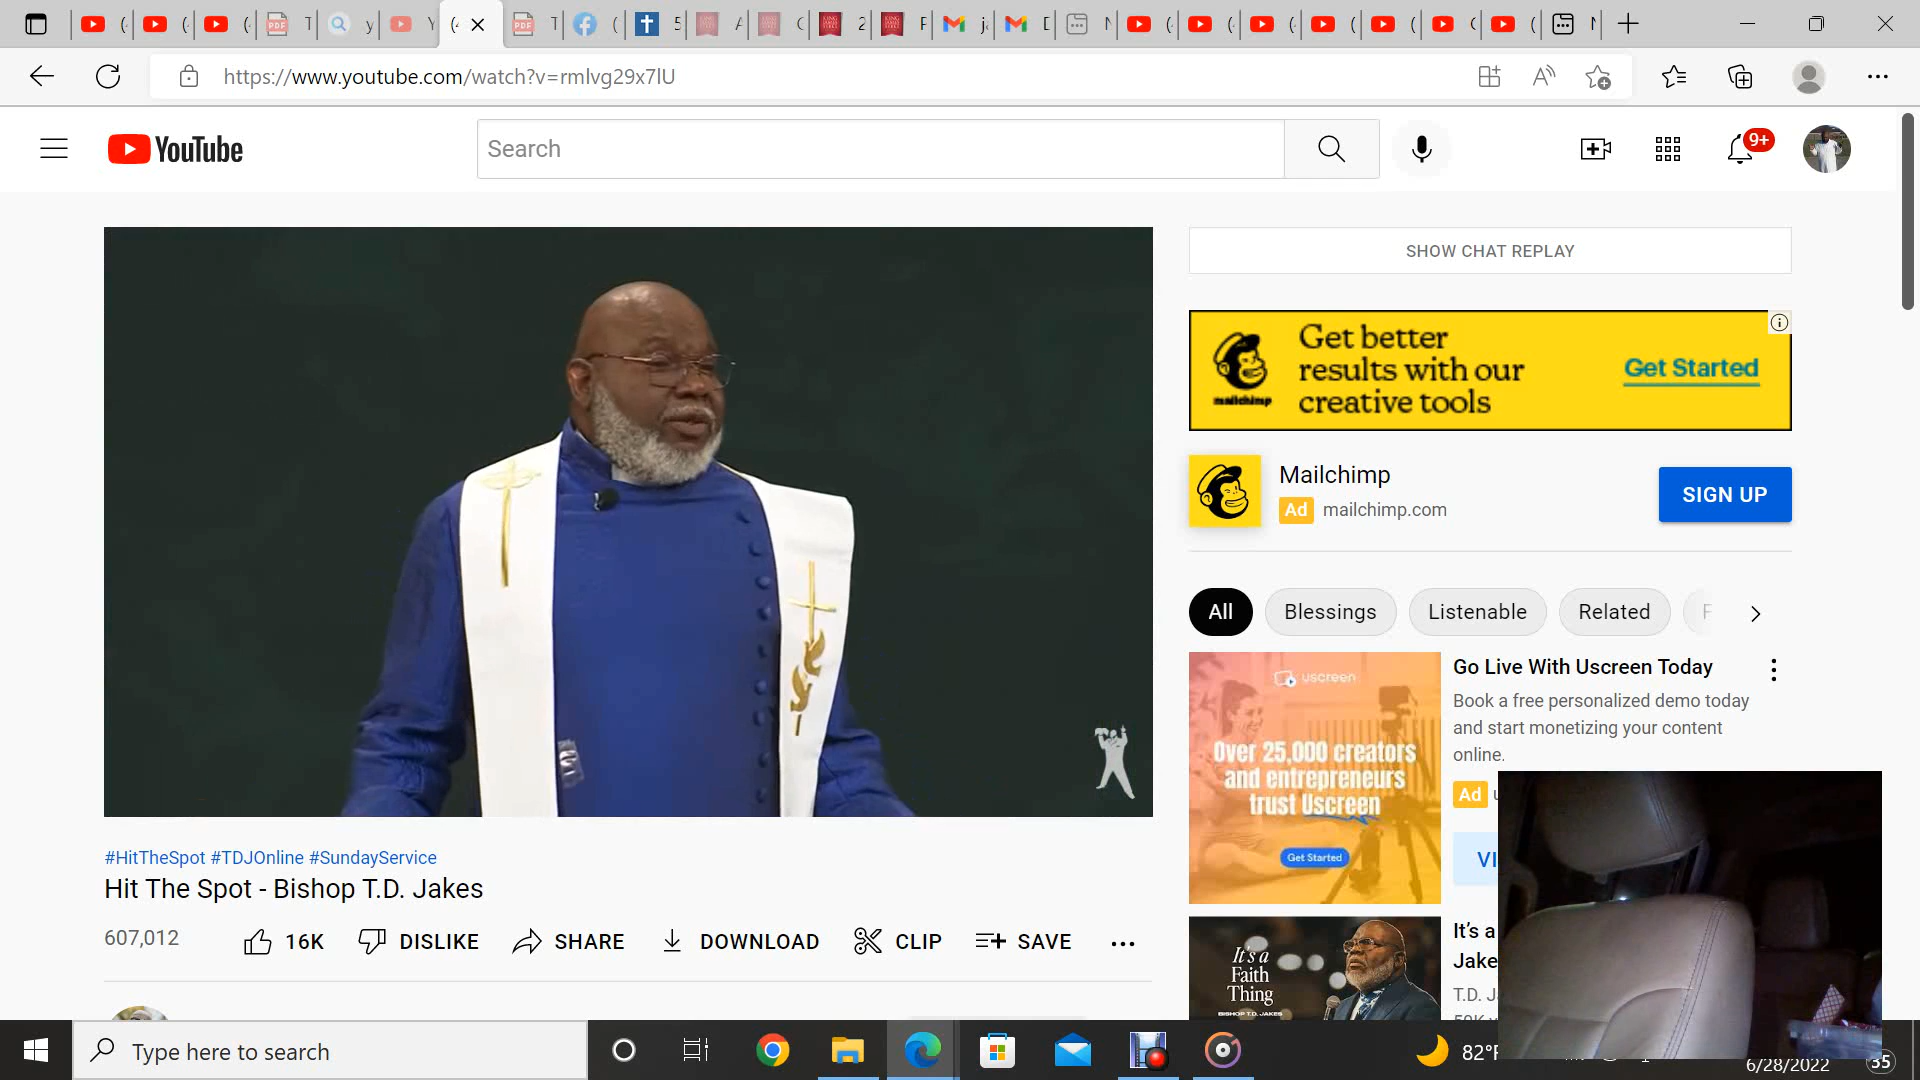 https://www.youtube.com/watch?v=rmlvg29x7lU
YouTube
Search
9+
SHOW CHAT REPLAY
Get better
results with our
creative tools
Get Started
mailchimp
Mailchimp
SIGN UP
Ad mailchimp.com
All Blessings Listenable Related
uscreen
Over 25,000 creators
and entrepreneurs
trust Uscreen
Get Started
Go Live With Uscreen Today
Book a free personalized demo today
and start monetizing your content
online.
Ad
#HitTheSpot #TDJOnline #SundayService
Hit The Spot - Bishop T.D. Jakes
607,012
16K DISLIKE SHARE DOWNLOAD CLIP SAVE
It's a
Faith
Thing
BISHOP T.D. JAKES
It's a
Jake
T.D.
Type here to search
82°F
6/28/2022
35